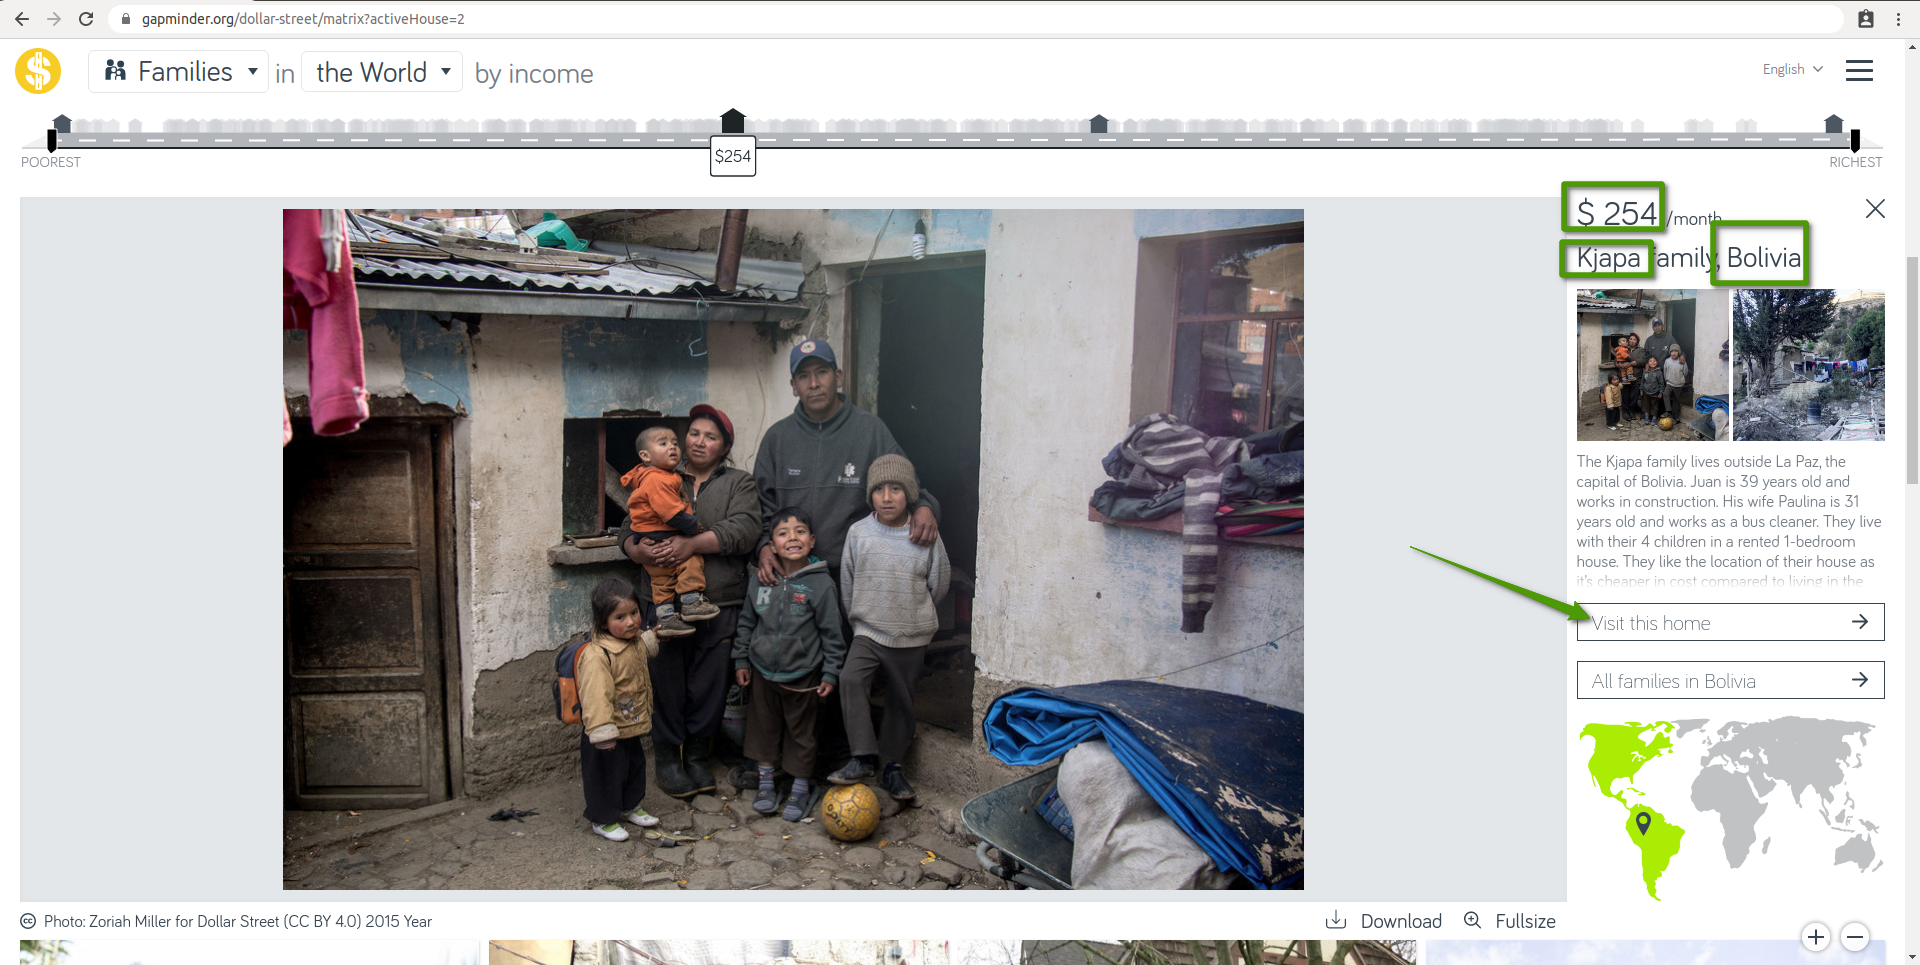 gapminder.org/dollar-street/matrix?activeHouse=2
Families in the World by income
English
$254
POOREST
RICHEST
$ 254 /month
Kjapa family, Bolivia
The Kjapa family lives outside La Paz, the
capital of Bolivia. Juan is 39 years old and
works in construction. His wife Paulina is 31
years old and works as a bus cleaner. They live
with their 4 children in a rented 1-bedroom
house. They like the location of their house as
it's cheaper in cost compared to living in the
Visit this home
All families in Bolivia
cc Photo: Zoriah Miller for Dollar Street (CC BY 4.0) 2015 Year
Download
Fullsize